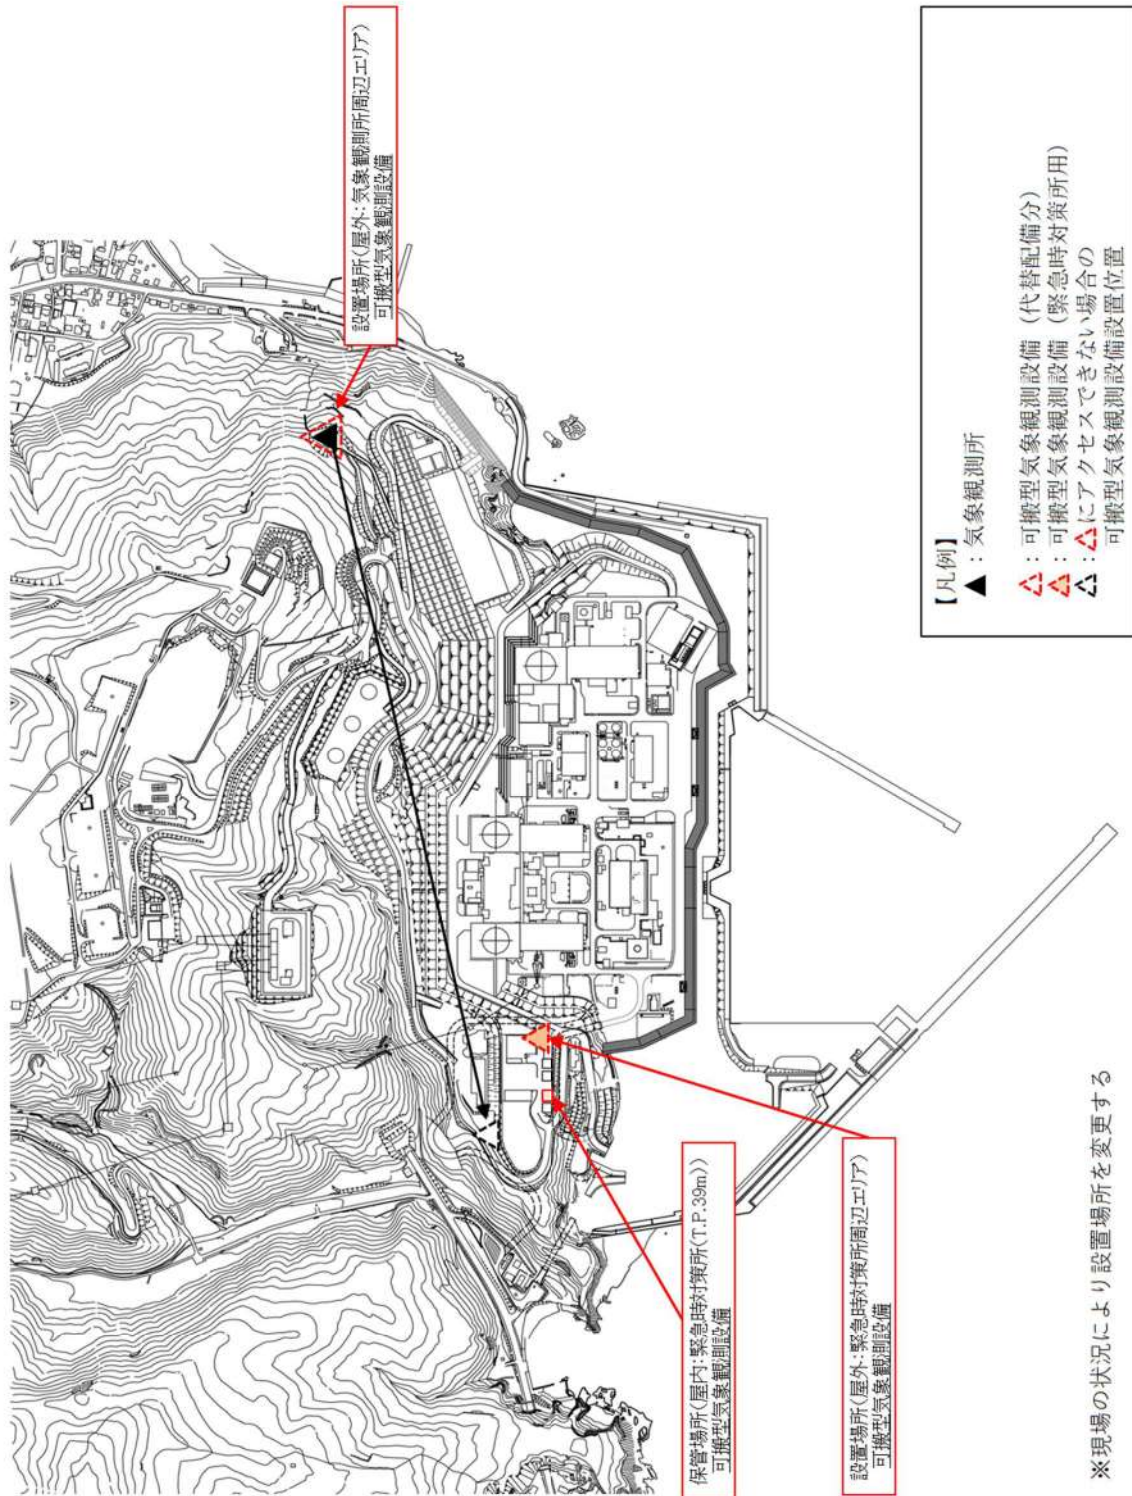 設置場所(屋外:気象観測所周辺エリア)
可搬型気象観測設備
保管場所(屋内:緊急時対策所(T.P.39m))
可搬型気象観測設備
設置場所(屋外:緊急時対策所周辺エリア)
可搬型気象観測設備
【凡例】
▲:気象観測所
△:可搬型気象観測設備(代替配備分)
△:可搬型気象観測設備(緊急時対策所用)
△:△にアクセスできない場合の
可搬型気象観測設備設置位置
※現場の状況により設置場所を変更する